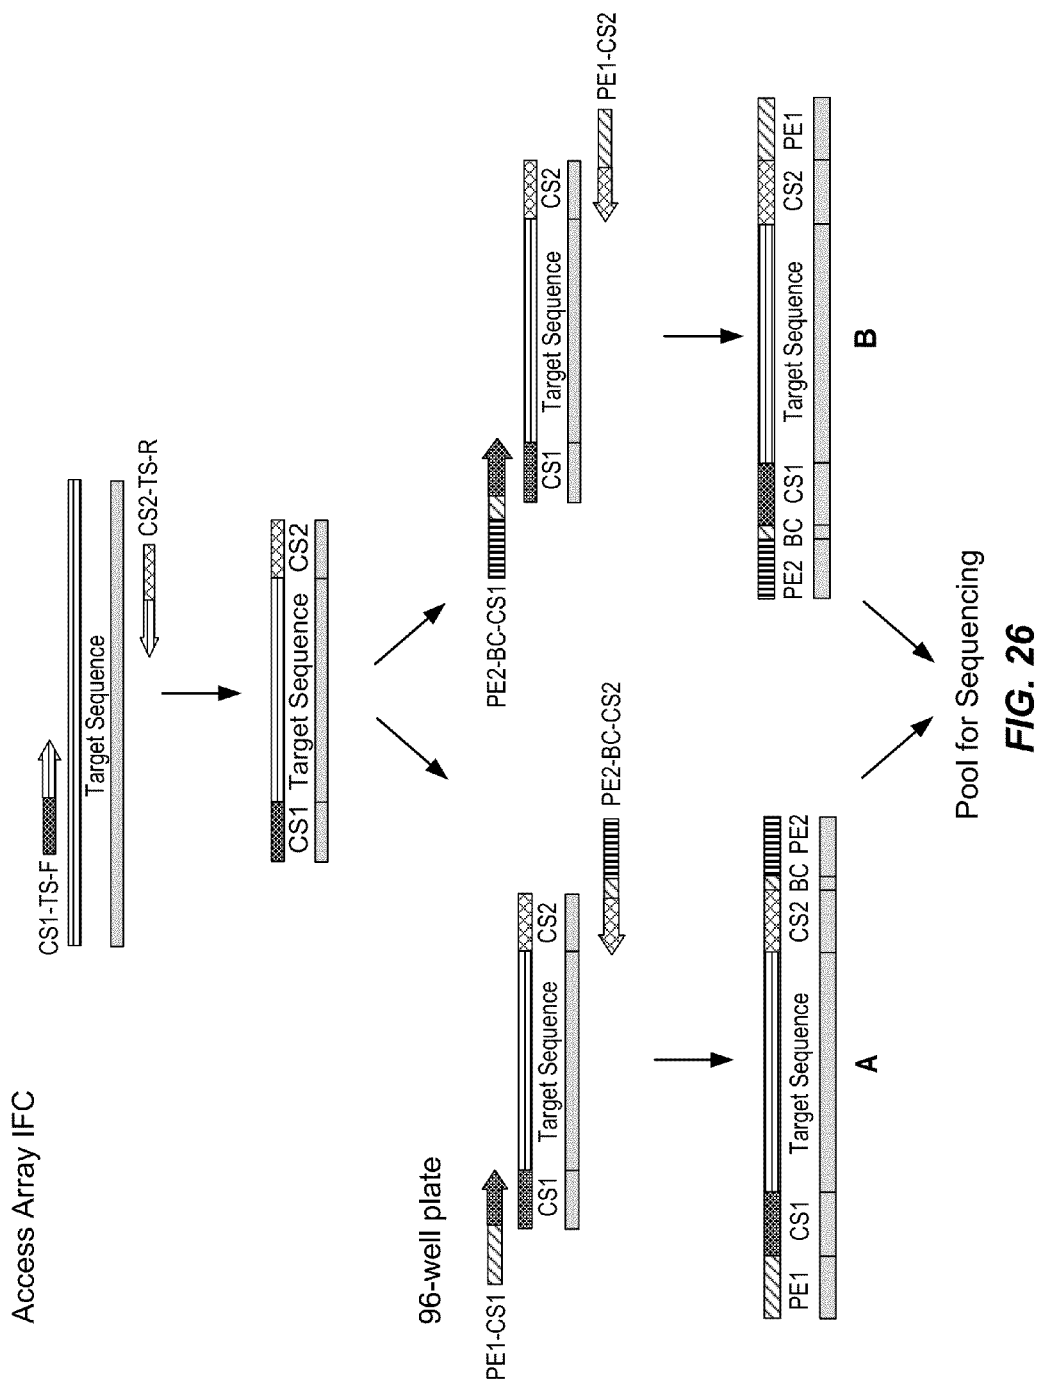 Access Array IFC
CS1-TS-F
Target Sequence
CS2-TS-R
CS1 Target Sequence CS2
96-well plate
PE1-CS1
CS1 Target Sequence CS2
PE2-BC-CS2
PE2-BC-CS1
CS1 Target Sequence CS2
PE1-CS2
PE1 CS1 Target Sequence CS2 BC PE2
A
PE2 BC CS1 Target Sequence CS2 PE1
B
Pool for Sequencing
FIG. 26